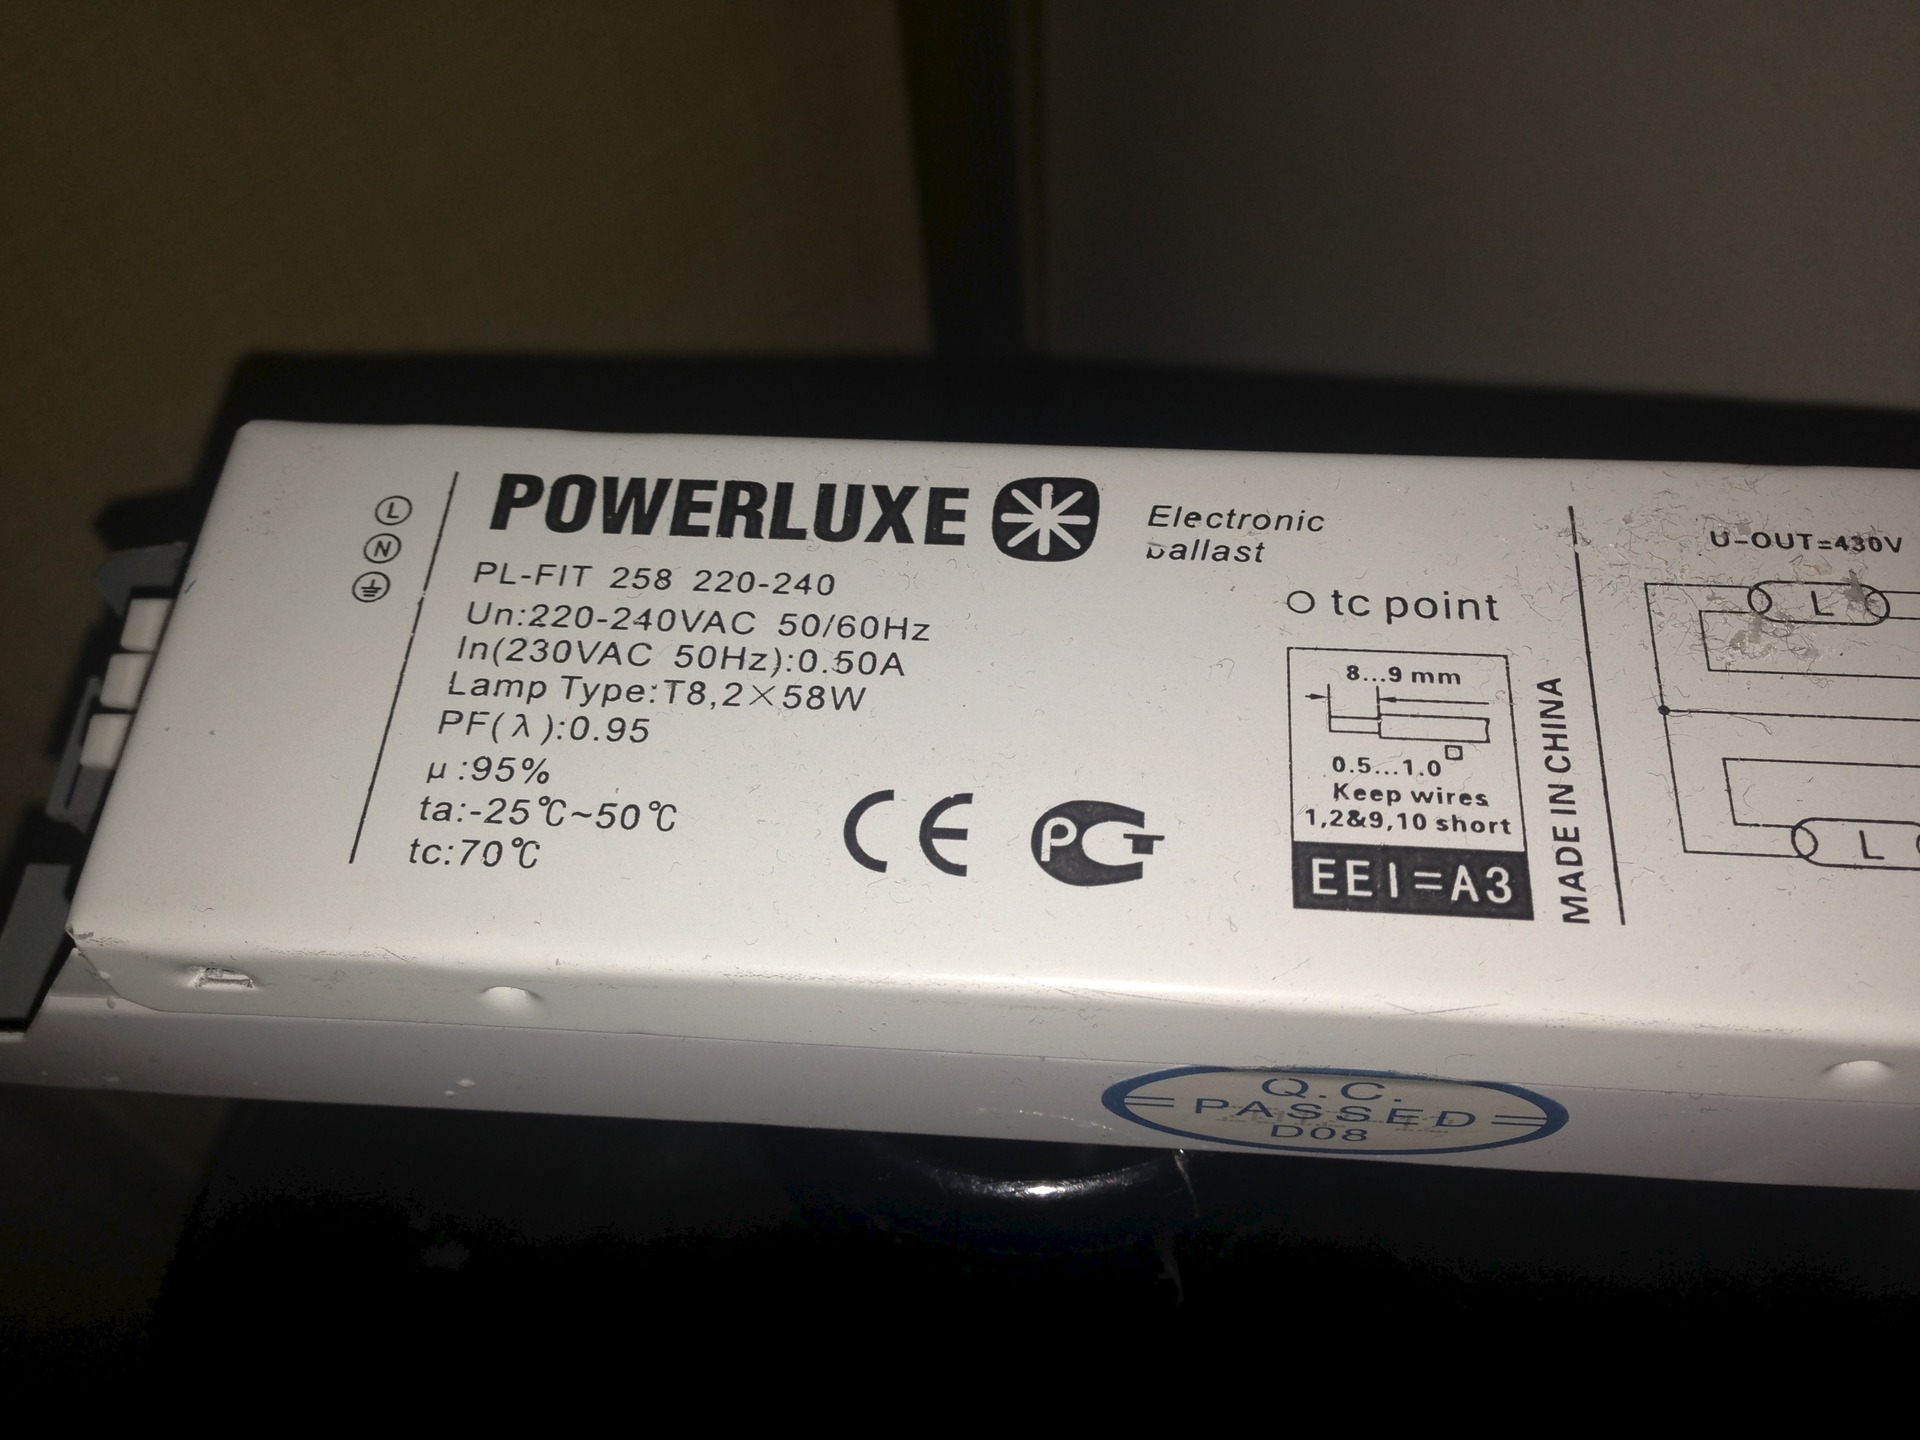 L
N
POWERLUXE
Electronic
ballast
PL-FIT 258 220-240
Un:220-240VAC 50/60Hz
In(230VAC 50Hz):0.50A
Lamp Type:T8,2×58W
PF(λ):0.95
μ:95%
ta:-25℃~50℃
tc:70℃
CE
PCT
tc point
8...9 mm
0.5...1.0
Keep wires
1,2&9,10 short
EEI=A3
MADE IN CHINA
U-OUT=430V
L
L
Q.C.
PASSED
D08